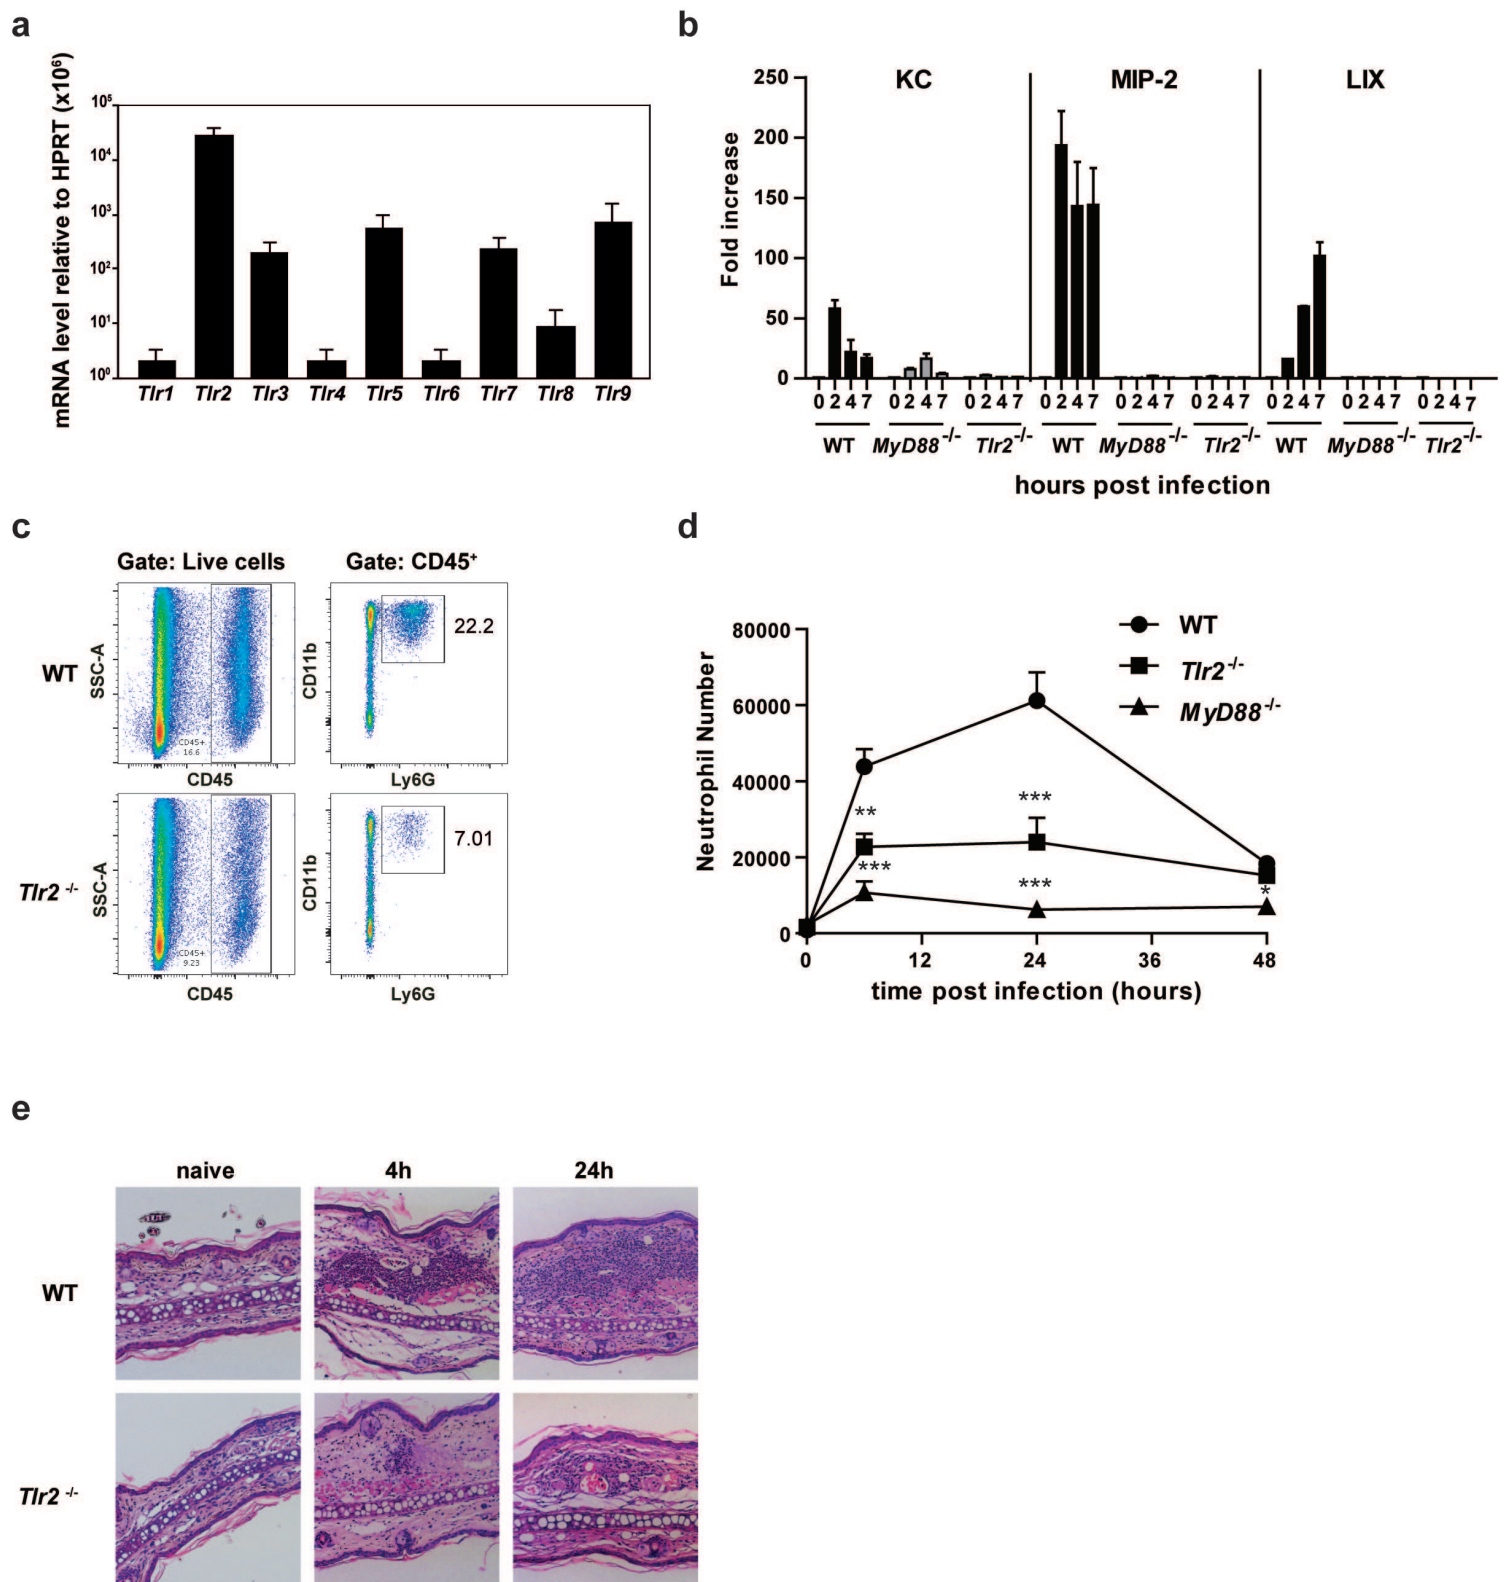 a
mRNA level relative to HPRT (x10⁶)
10⁵
10⁴
10³
10²
10¹
10⁰
Tlr1 Tlr2 Tlr3 Tlr4 Tlr5 Tlr6 Tlr7 Tlr8 Tlr9
b
KC MIP-2 LIX
Fold increase
250
200
150
100
50
0
0 2 4 7 0 2 4 7 0 2 4 7 0 2 4 7 0 2 4 7 0 2 4 7 0 2 4 7 0 2 4 7 0 2 4 7
WT MyD88⁻/⁻ Tlr2⁻/⁻ WT MyD88⁻/⁻ Tlr2⁻/⁻ WT MyD88⁻/⁻ Tlr2⁻/⁻
hours post infection
c
Gate: Live cells Gate: CD45⁺
WT
SSC-A
CD45+
16.6
CD45
CD11b
22.2
Ly6G
Tlr2 ⁻/⁻
SSC-A
CD45+
9.23
CD45
CD11b
7.01
Ly6G
d
WT
Tlr2⁻/⁻
MyD88⁻/⁻
Neutrophil Number
80000
60000
40000
20000
0
** ***
*** *** *
0 12 24 36 48
time post infection (hours)
e
naive 4h 24h
WT
Tlr2 ⁻/⁻